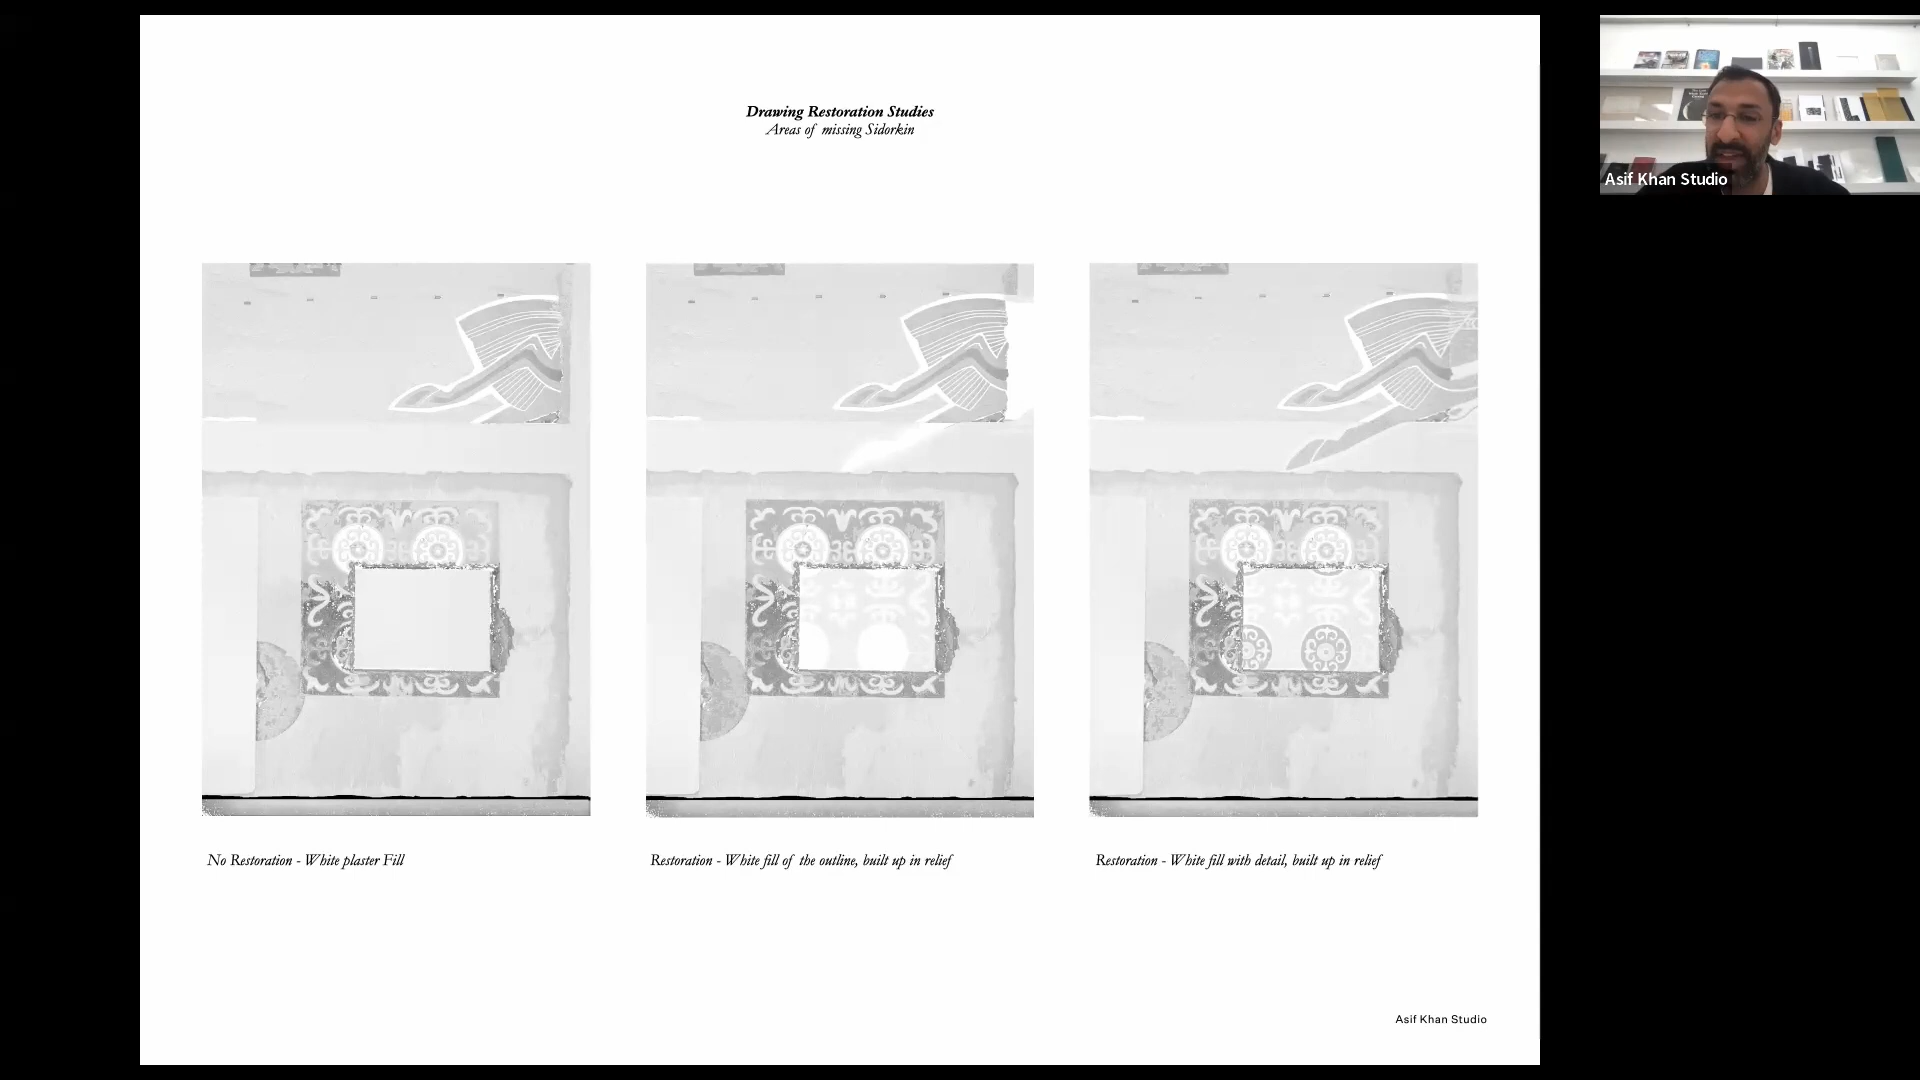 Drawing Restoration Studies
Areas of missing Sidorkin
Asif Khan Studio
No Restoration - White plaster Fill
Restoration - White fill of the outline, built up in relief
Restoration - White fill with detail, built up in relief
Asif Khan Studio